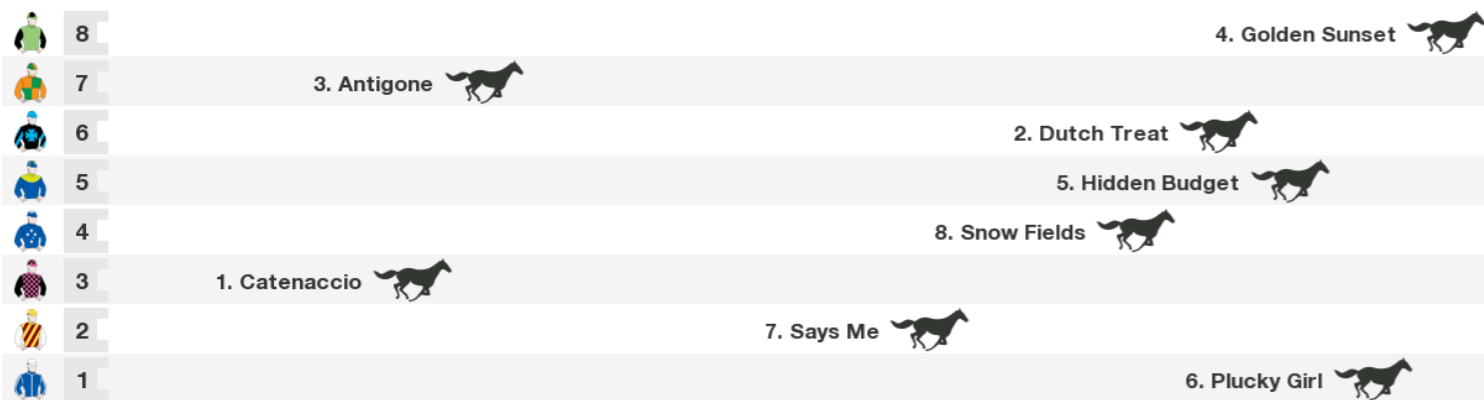 8 4. Golden Sunset
7 3. Antigone
6 2. Dutch Treat
5 5. Hidden Budget
4 8. Snow Fields
3 1. Catenaccio
2 7. Says Me
1 6. Plucky Girl